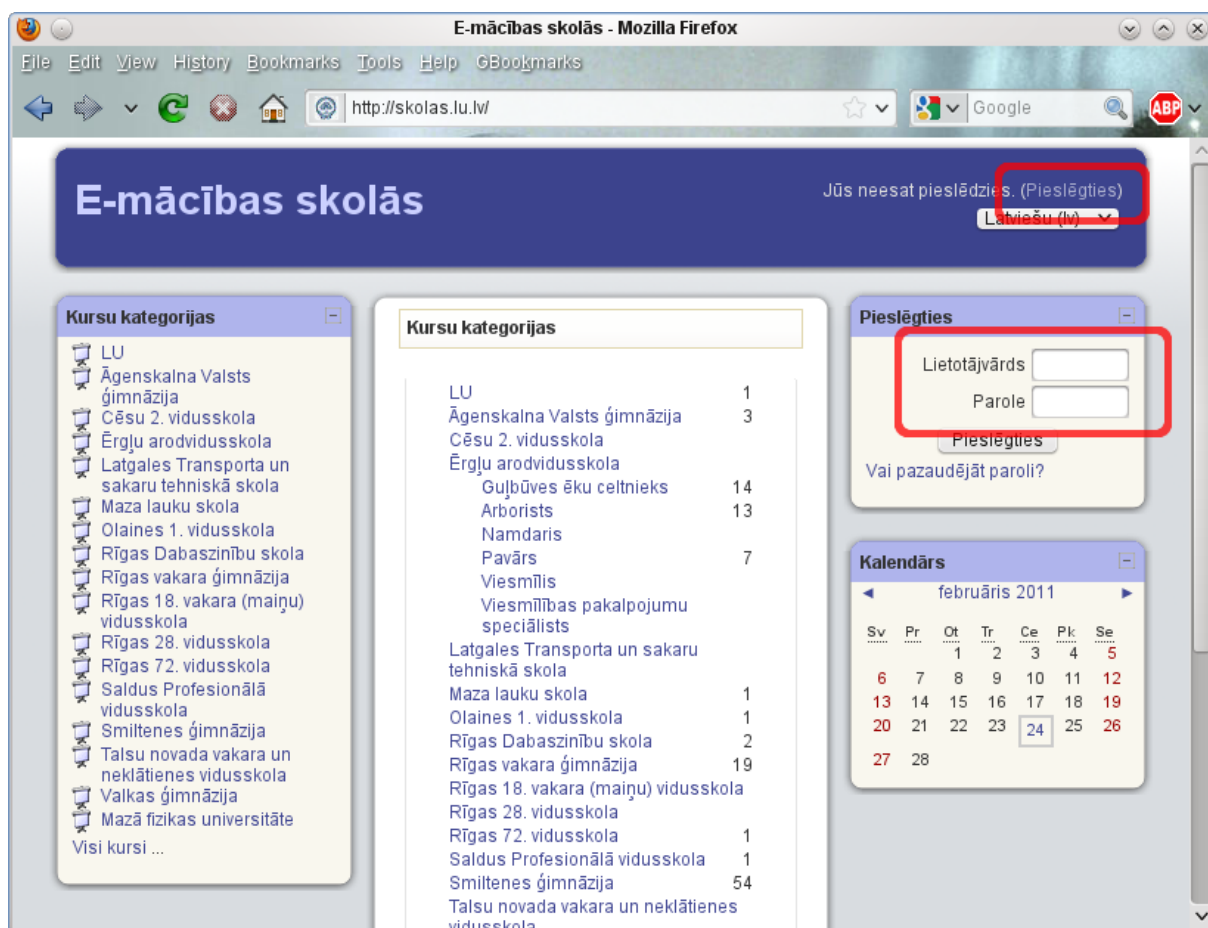 E-mācības skolās - Mozilla Firefox
File Edit View History Bookmarks Tools Help GBookmarks
http://skolas.lu.lv/
Google
ABP
E-mācības skolās
Jūs neesat pieslēdzies. (Pieslēgties)
Latviešu (lv)
Kursu kategorijas
LU
Āgenskalna Valsts
ģimnāzija
Cēsu 2. vidusskola
Ērgļu arodvidusskola
Latgales Transporta un
sakaru tehniskā skola
Maza lauku skola
Olaines 1. vidusskola
Rīgas Dabaszinību skola
Rīgas vakara ģimnāzija
Rīgas 18. vakara (maiņu)
vidusskola
Rīgas 28. vidusskola
Rīgas 72. vidusskola
Saldus Profesionālā
vidusskola
Smiltenes ģimnāzija
Talsu novada vakara un
neklātienes vidusskola
Valkas ģimnāzija
Mazā fizikas universitāte
Visi kursi ...
Kursu kategorijas
LU 1
Āgenskalna Valsts ģimnāzija 3
Cēsu 2. vidusskola
Ērgļu arodvidusskola
Guļbūves ēku celtnieks 14
Arborists 13
Namdaris
Pavārs 7
Viesmīlis
Viesmīlības pakalpojumu
speciālists
Latgales Transporta un sakaru
tehniskā skola
Maza lauku skola 1
Olaines 1. vidusskola 1
Rīgas Dabaszinību skola 2
Rīgas vakara ģimnāzija 19
Rīgas 18. vakara (maiņu) vidusskola
Rīgas 28. vidusskola
Rīgas 72. vidusskola 1
Saldus Profesionālā vidusskola 1
Smiltenes ģimnāzija 54
Talsu novada vakara un neklātienes
vidusskola
Pieslēgties
Lietotājvārds
Parole
Pieslēgties
Vai pazaudējāt paroli?
Kalendārs
◄ februāris 2011 ►
Sv Pr Ot Tr Ce Pk Se
1 2 3 4 5
6 7 8 9 10 11 12
13 14 15 16 17 18 19
20 21 22 23 24 25 26
27 28